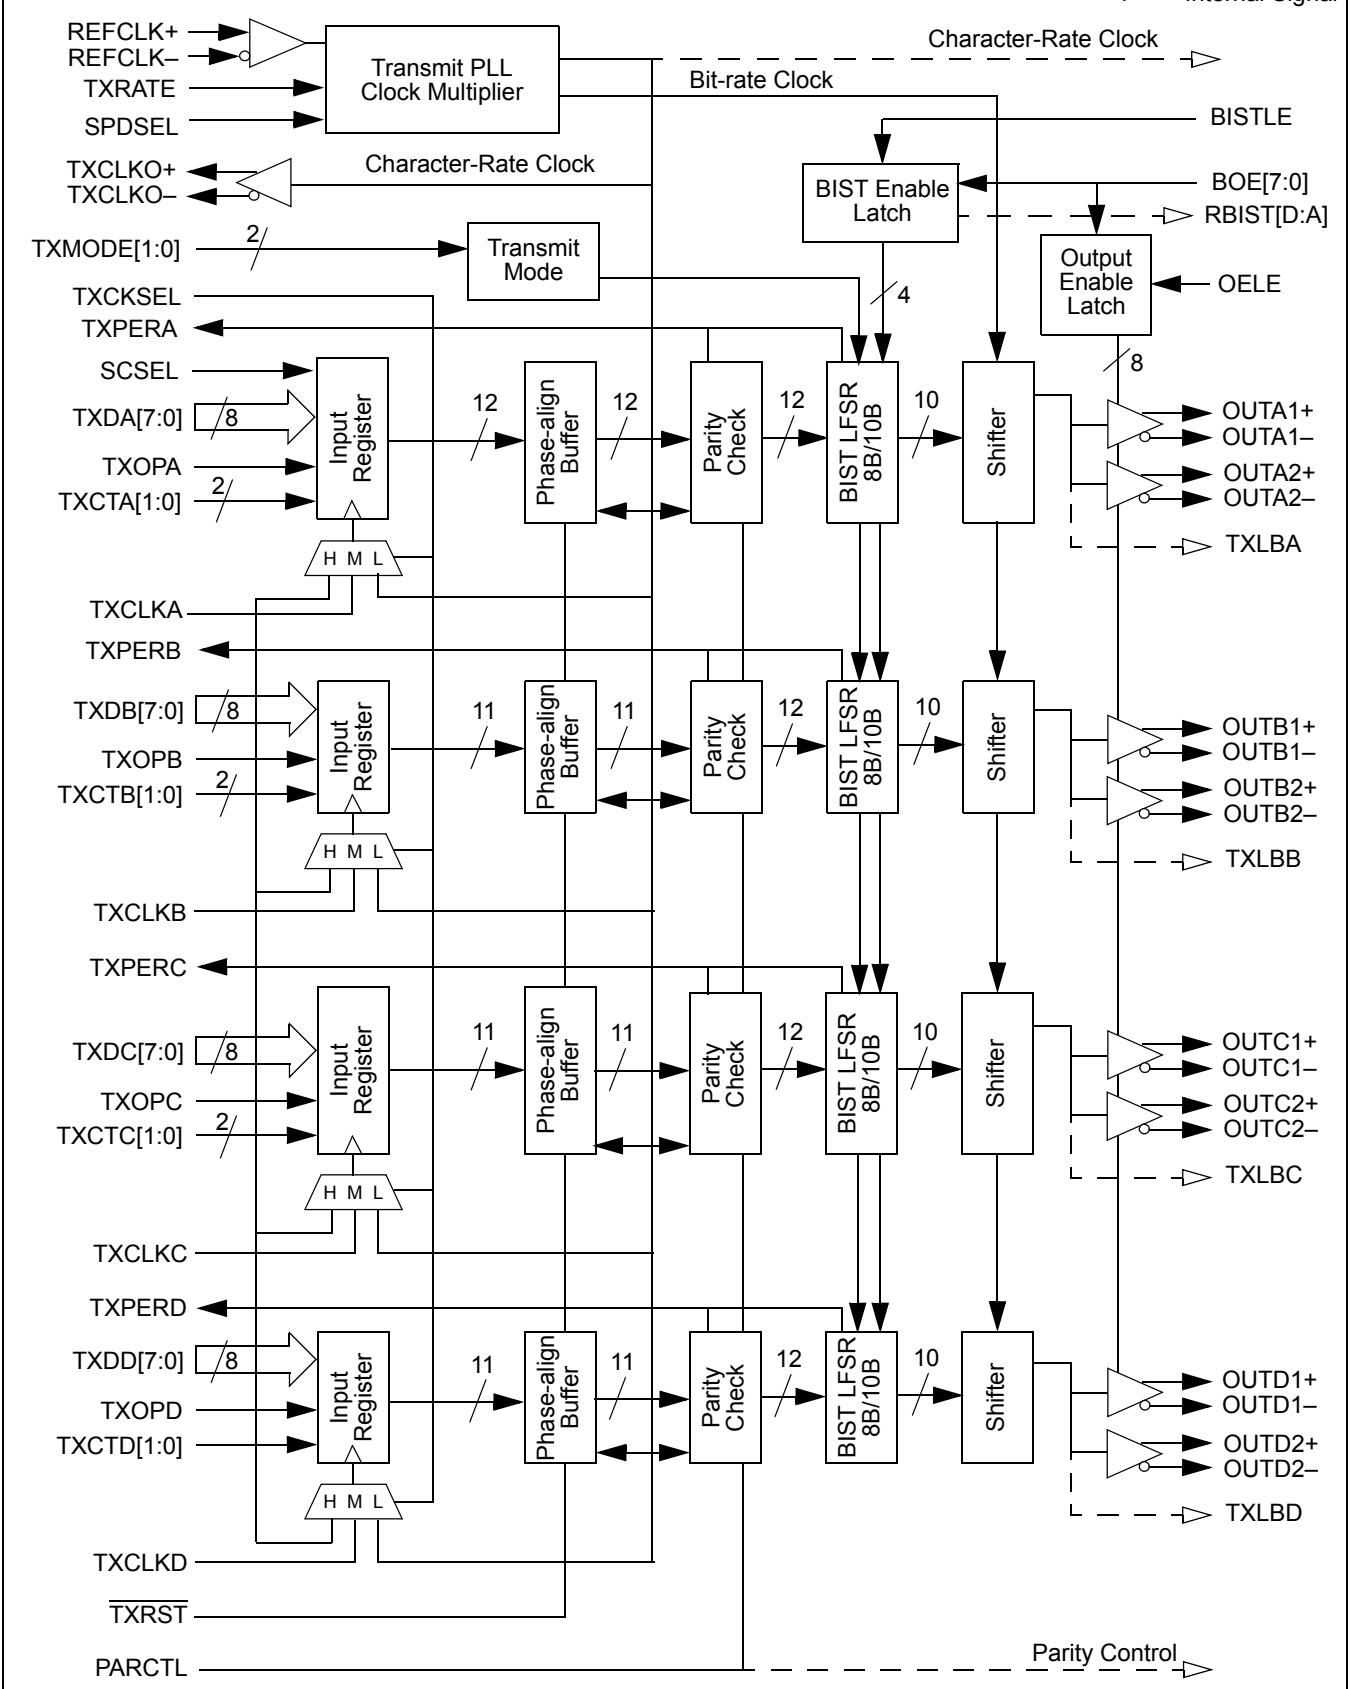 Internal Signal
REFCLK+
REFCLK–
TXRATE
SPDSEL
Transmit PLL
Clock Multiplier
Character-Rate Clock
Bit-rate Clock
BISTLE
TXCLKO+
TXCLKO–
Character-Rate Clock
BIST Enable
Latch
BOE[7:0]
RBIST[D:A]
TXMODE[1:0]
2
Transmit
Mode
Output
Enable
Latch
OELE
TXCKSEL
4
TXPERA
8
SCSEL
TXDA[7:0]
8
TXOPA
TXCTA[1:0]
2
Input
Register
12
Phase-align
Buffer
12
Parity
Check
12
BIST LFSR
8B/10B
10
Shifter
OUTA1+
OUTA1–
OUTA2+
OUTA2–
TXLBA
H M L
TXCLKA
TXPERB
TXDB[7:0]
8
TXOPB
TXCTB[1:0]
2
Input
Register
11
Phase-align
Buffer
11
Parity
Check
12
BIST LFSR
8B/10B
10
Shifter
OUTB1+
OUTB1–
OUTB2+
OUTB2–
TXLBB
H M L
TXCLKB
TXPERC
TXDC[7:0]
8
TXOPC
TXCTC[1:0]
2
Input
Register
11
Phase-align
Buffer
11
Parity
Check
12
BIST LFSR
8B/10B
10
Shifter
OUTC1+
OUTC1–
OUTC2+
OUTC2–
TXLBC
H M L
TXCLKC
TXPERD
TXDD[7:0]
8
TXOPD
TXCTD[1:0]
Input
Register
11
Phase-align
Buffer
11
Parity
Check
12
BIST LFSR
8B/10B
10
Shifter
OUTD1+
OUTD1–
OUTD2+
OUTD2–
TXLBD
H M L
TXCLKD
TXRST
PARCTL
Parity Control